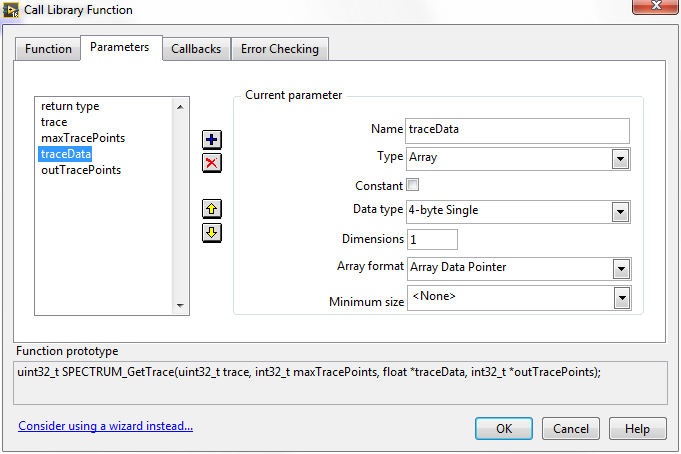 Call Library Function
Function Parameters Callbacks Error Checking
return type
trace
maxTracePoints
traceData
outTracePoints
Current parameter
Name traceData
Type Array
Constant
Data type 4-byte Single
Dimensions 1
Array format Array Data Pointer
Minimum size <None>
Function prototype
uint32_t SPECTRUM_GetTrace(uint32_t trace, int32_t maxTracePoints, float *traceData, int32_t *outTracePoints);
Consider using a wizard instead...
OK Cancel Help